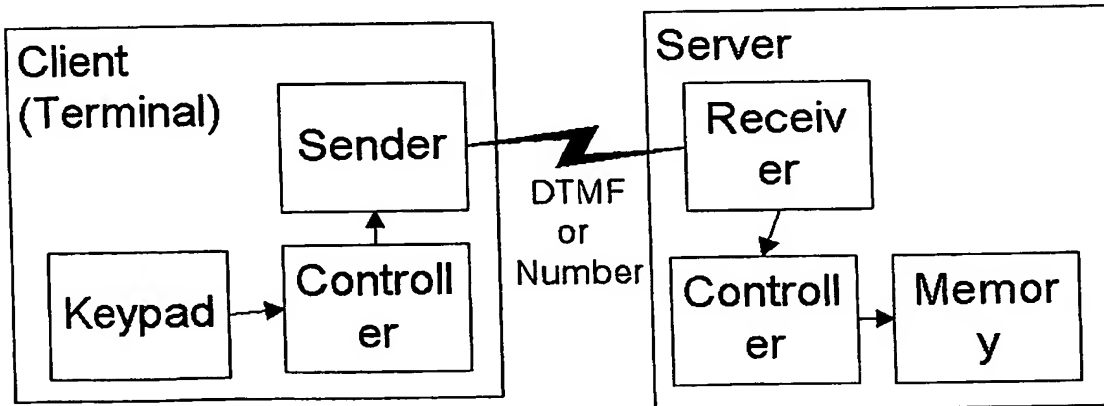 Client
(Terminal)
Sender
Keypad
Controll
er
DTMF
or
Number
Server
Receiv
er
Controll
er
Memor
y